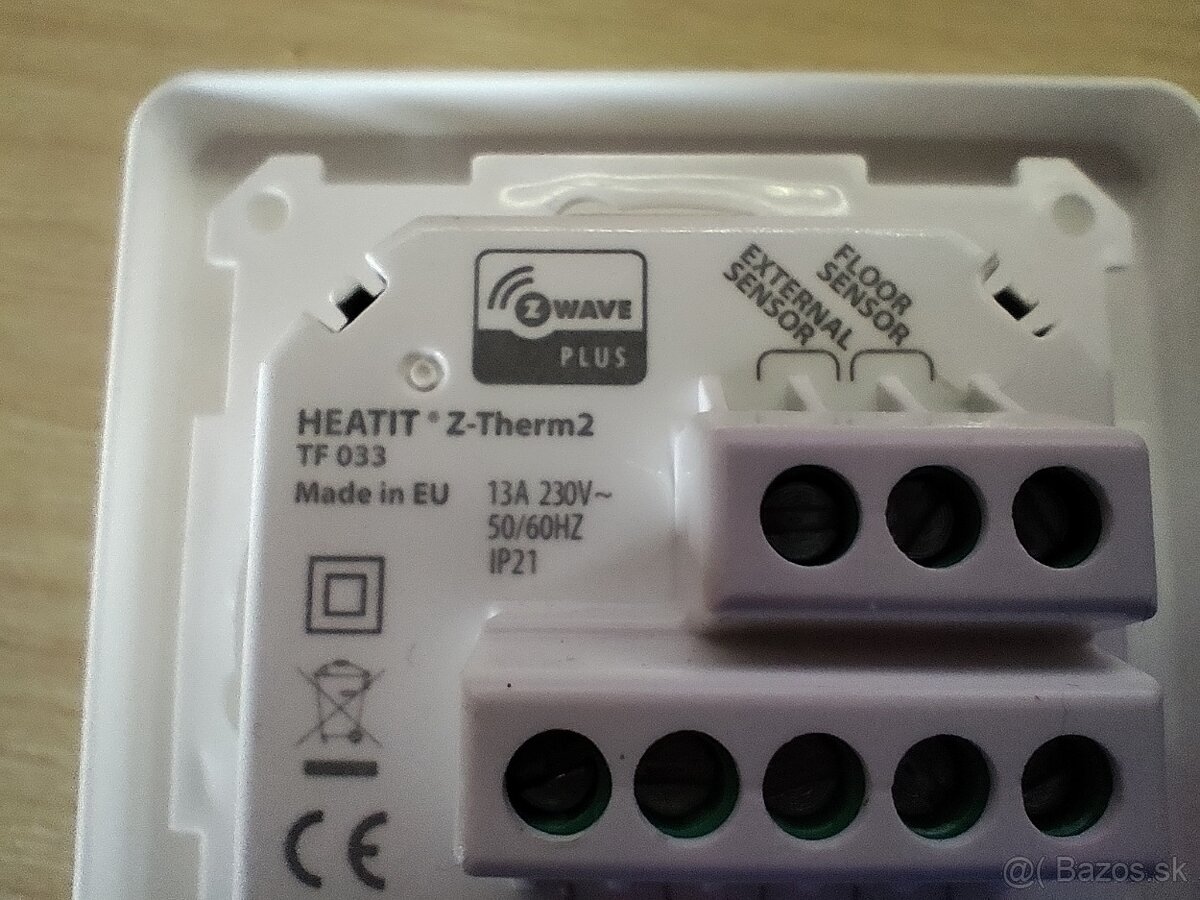 Z WAVE
PLUS
EXTERNAL
SENSOR
FLOOR
SENSOR
HEATIT® Z-Therm2
TF 033
Made in EU
13A 230V~
50/60HZ
IP21
CE
@( Bazos.sk